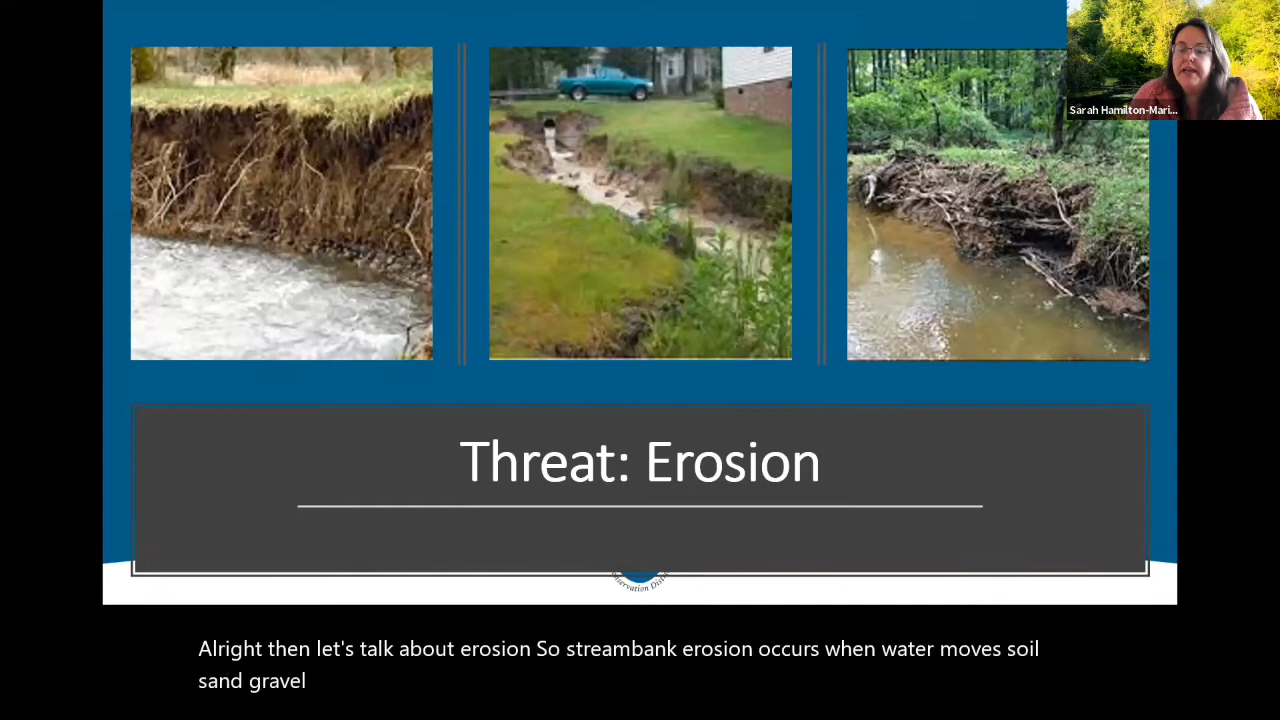 Sarah Hamilton-Mari...
Threat: Erosion
Alright then let's talk about erosion So streambank erosion occurs when water moves soil
sand gravel